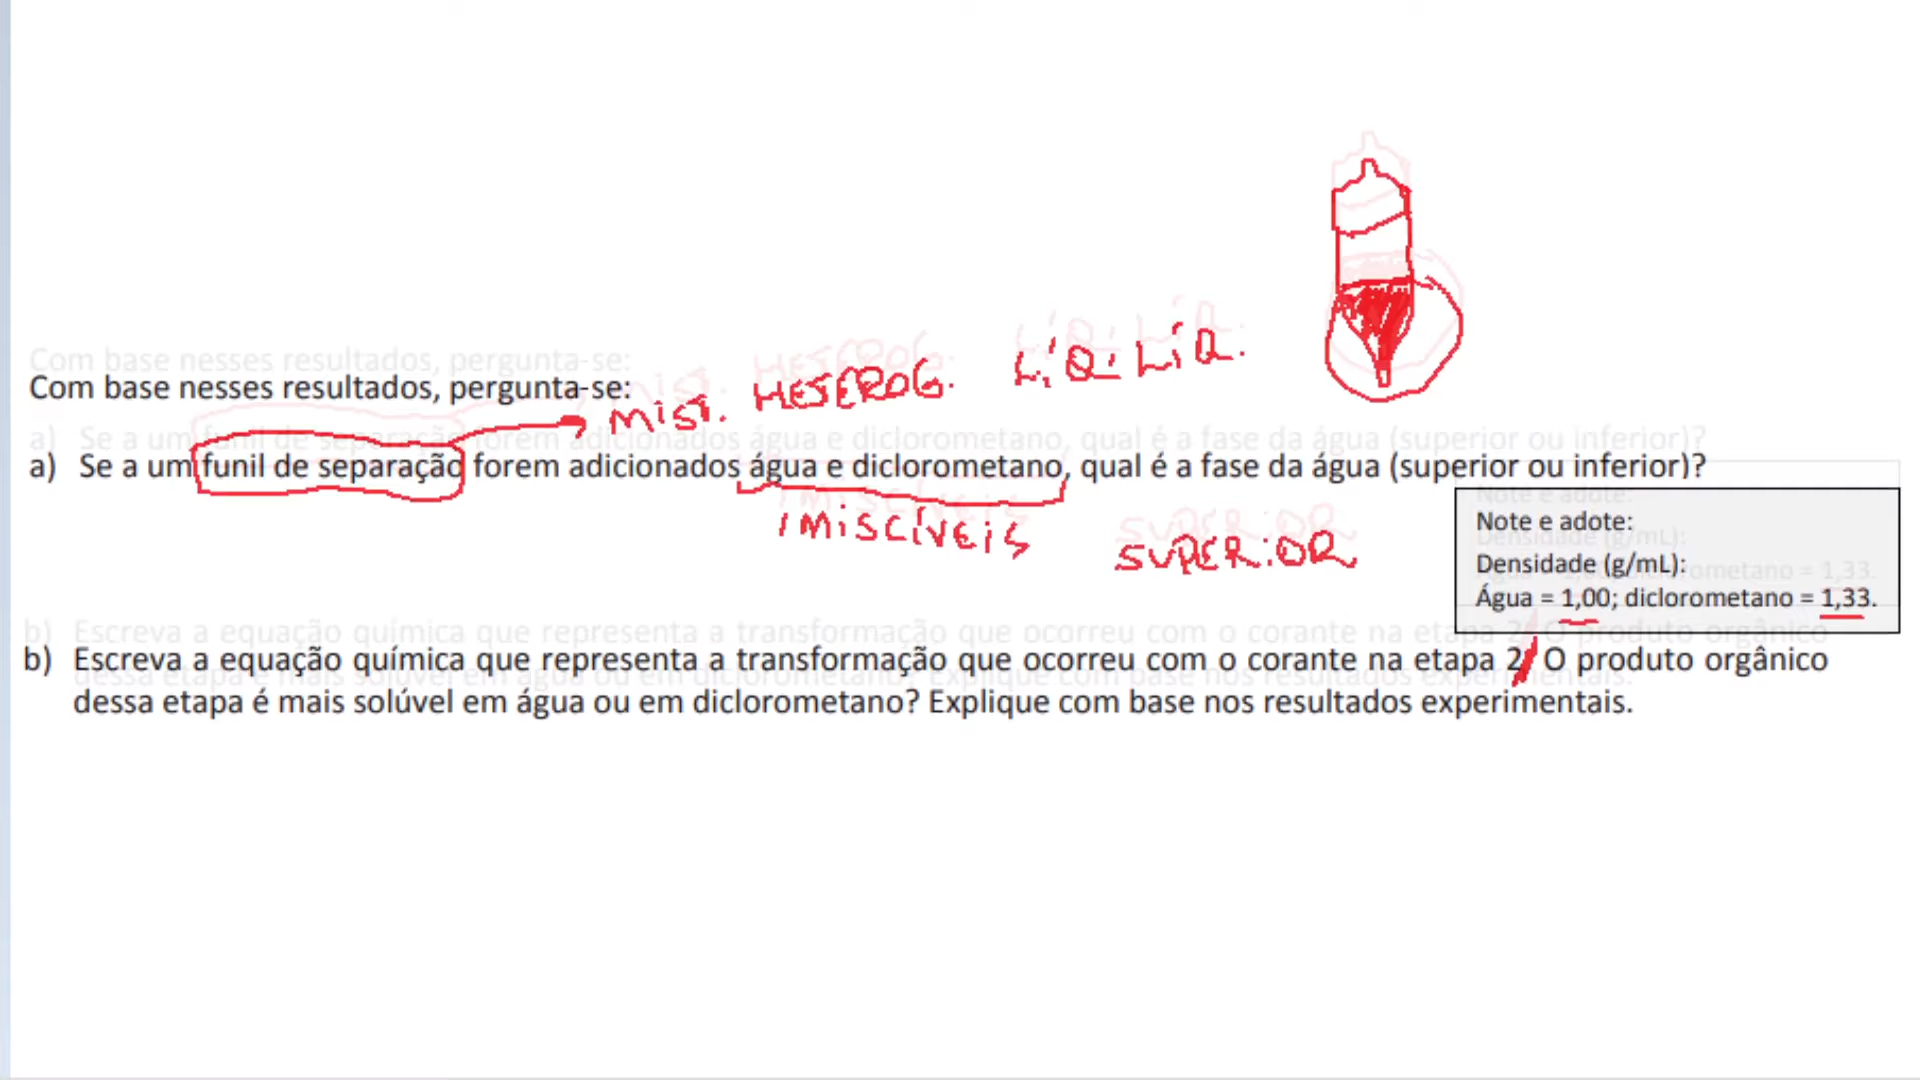 Com base nesses resultados, pergunta-se:
MIST. HETEROG. LÍQ. LÍQ.
a) Se a um funil de separação forem adicionados água e diclorometano, qual é a fase da água (superior ou inferior)?
IMISCÍVEIS SUPERIOR
Note e adote:
Densidade (g/mL):
Água = 1,00; diclorometano = 1,33.
b) Escreva a equação química que representa a transformação que ocorreu com o corante na etapa 2. O produto orgânico
dessa etapa é mais solúvel em água ou em diclorometano? Explique com base nos resultados experimentais.